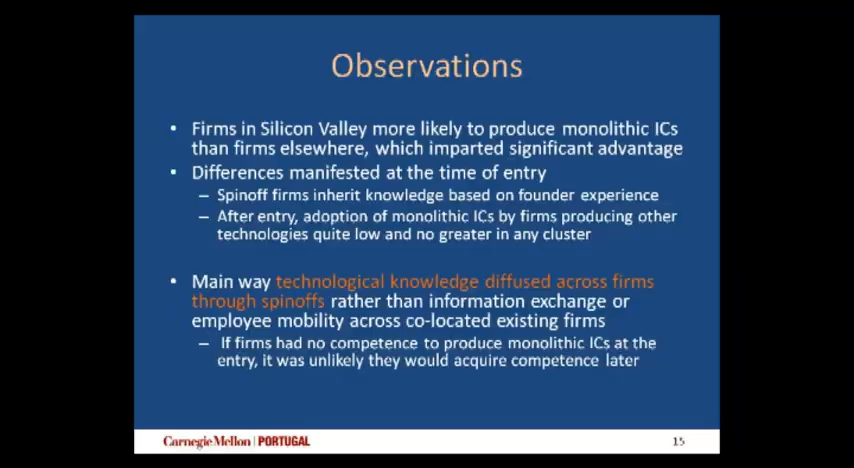 Observations
• Firms in Silicon Valley more likely to produce monolithic ICs
than firms elsewhere, which imparted significant advantage
• Differences manifested at the time of entry
– Spinoff firms inherit knowledge based on founder experience
– After entry, adoption of monolithic ICs by firms producing other
technologies quite low and no greater in any cluster
• Main way technological knowledge diffused across firms
through spinoffs rather than information exchange or
employee mobility across co-located existing firms
– If firms had no competence to produce monolithic ICs at the
entry, it was unlikely they would acquire competence later
Carnegie Mellon | PORTUGAL
15